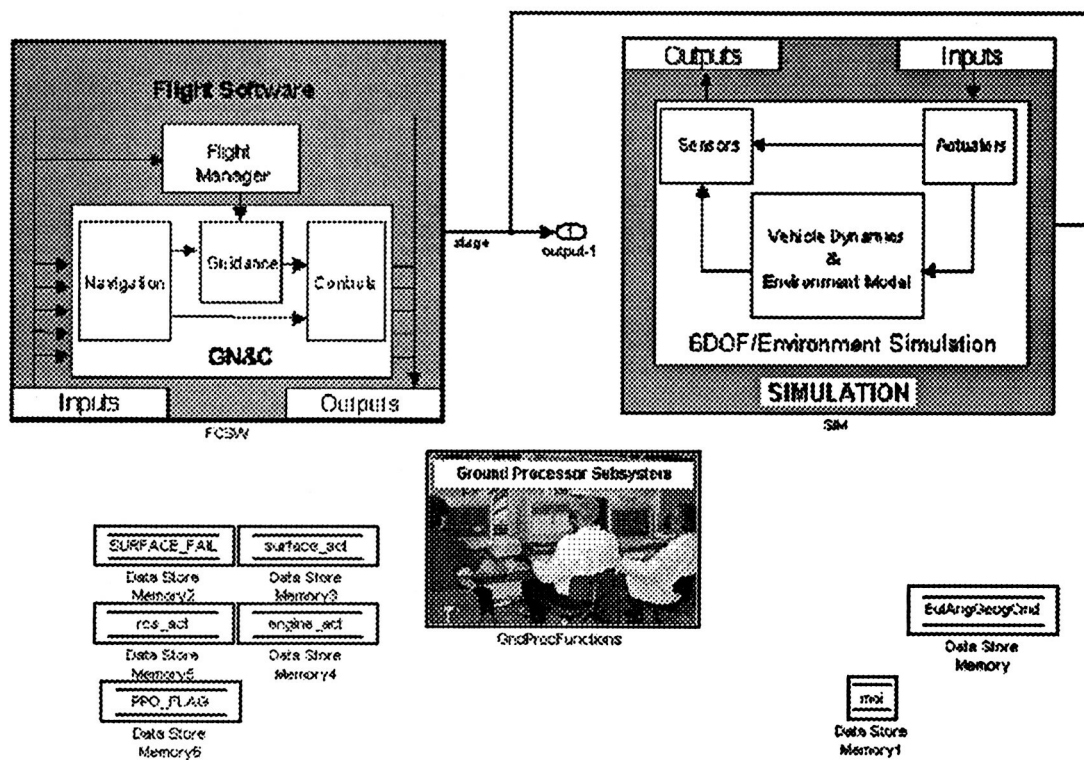 Flight Software
Flight
Manager
Navigation
Guidance
Controls
GN&C
Inputs
Outputs
FCSW
stage
1
output-1
Outputs
Inputs
Sensors
Actuators
Vehicle Dynamics
&
Environment Model
6DOF/Environment Simulation
SIMULATION
SIM
Ground Processor Subsystem
GrndProcFunctions
SURFACE_FAIL
Data Store
Memory2
surface_act
Data Store
Memory3
rcs_act
Data Store
Memory5
engine_act
Data Store
Memory4
PPO_FLAG
Data Store
Memory6
EulAngGeogCmd
Data Store
Memory
moi
Data Store
Memory1